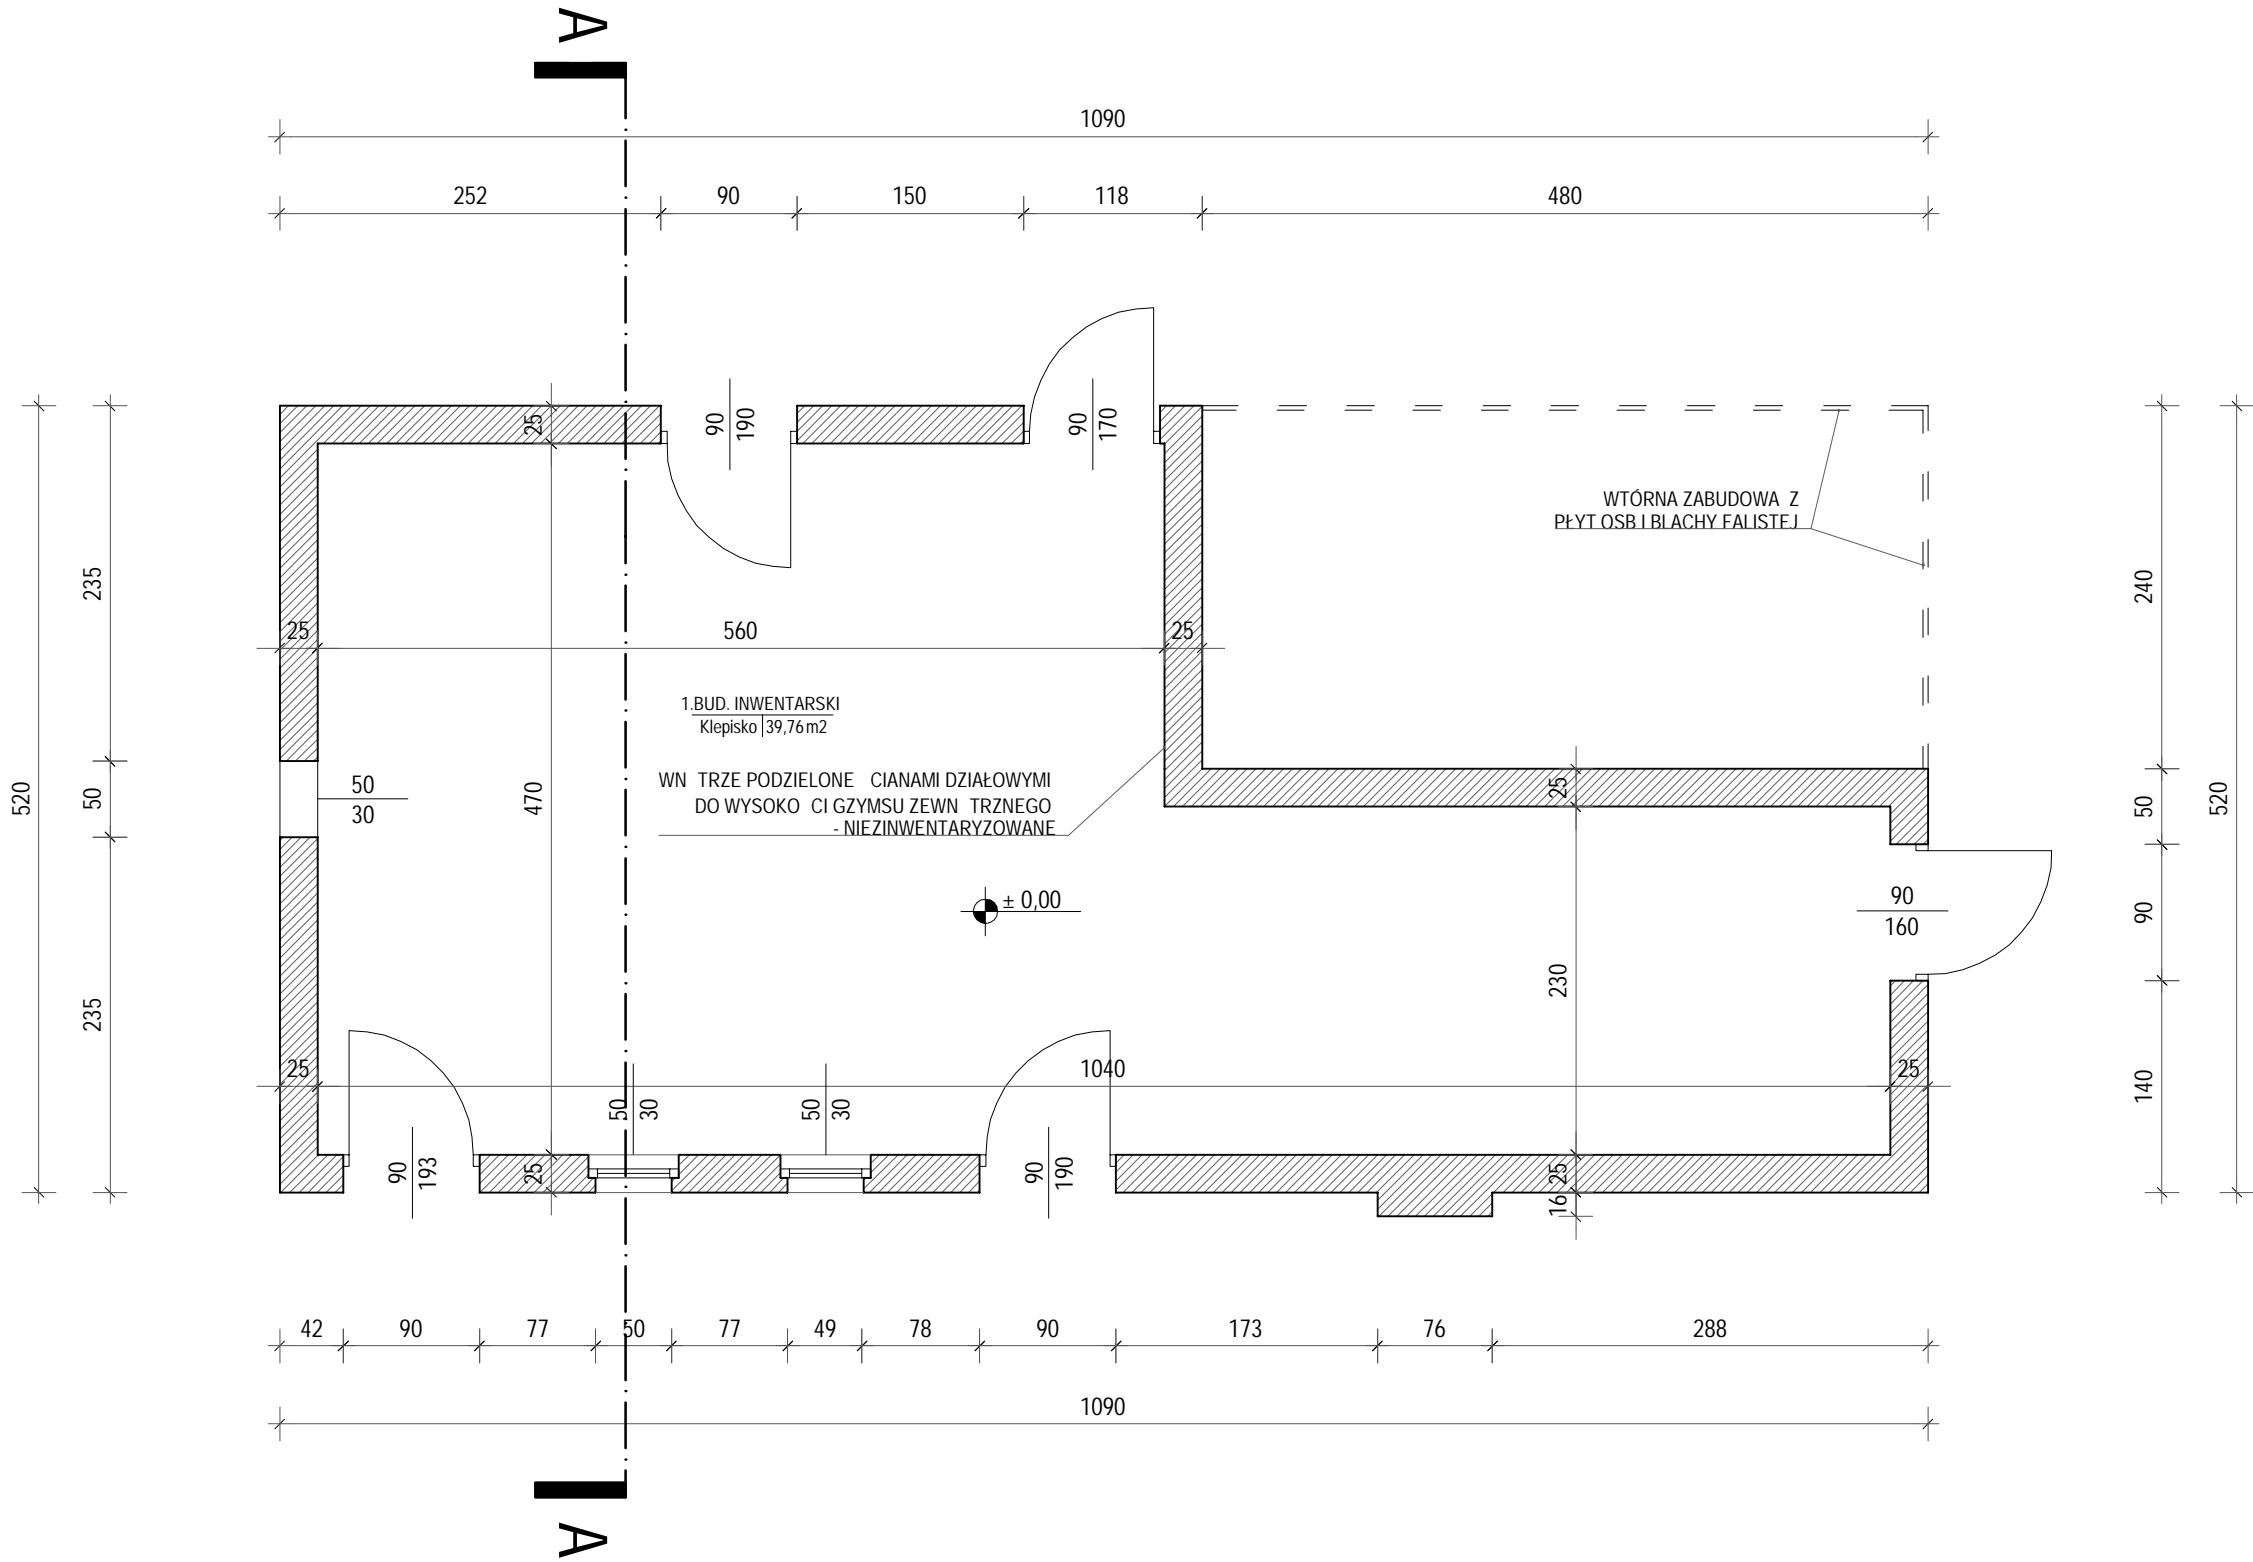 A
1090
252 90 150 118 480
25
90
190
90
170
WTÓRNA ZABUDOWA Z
PŁYT OSB I BLACHY FALISTEJ
520
235
50
235
25 560 25
1.BUD. INWENTARSKI
Klepisko 39,76 m2
WN TRZE PODZIELONE CIANAMI DZIAŁOWYMI
DO WYSOKO CI GZYMSU ZEWN TRZNEGO
- NIEZINWENTARYZOWANE
50
30
470
± 0,00
25
230
90
160
240
50
90
140
520
25 1040 25
50
30
50
30
90
193
25
90
190
25
16
42 90 77 50 77 49 78 90 173 76 288
1090
A